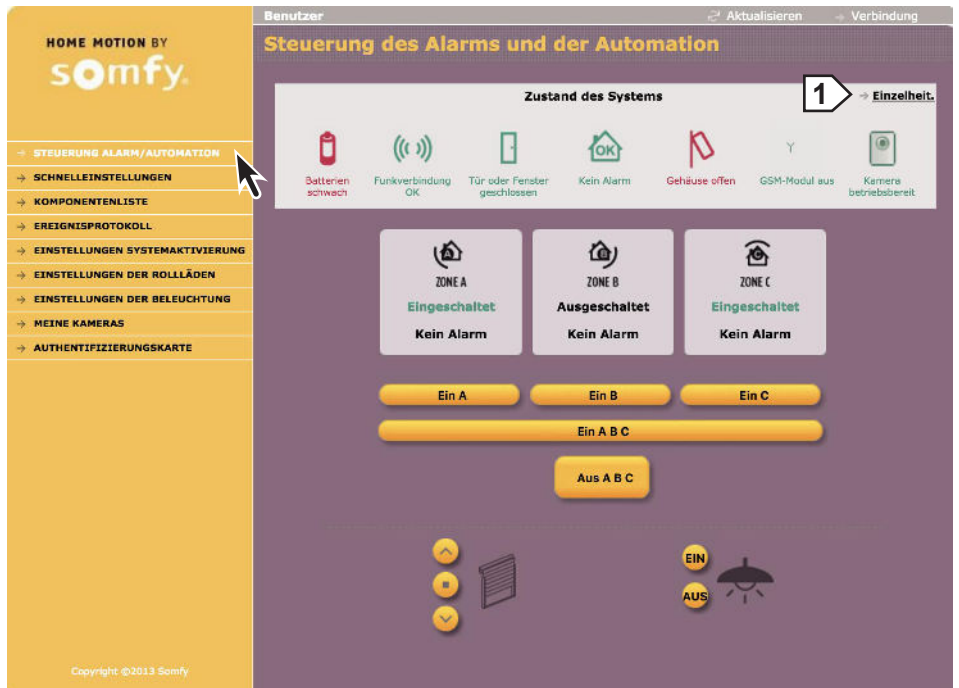 Benutzer
Aktualisieren
Verbindung
HOME MOTION BY
somfy.
Steuerung des Alarms und der Automation
Zustand des Systems
1
Einzelheit.
OK
Batterien
schwach
Funkverbindung
OK
Tür oder Fenster
geschlossen
Kein Alarm
Gehäuse offen
GSM-Modul aus
Kamera
betriebsbereit
STEUERUNG ALARM/AUTOMATION
SCHNELLEINSTELLUNGEN
KOMPONENTENLISTE
EREIGNISPROTOKOLL
EINSTELLUNGEN SYSTEMAKTIVIERUNG
EINSTELLUNGEN DER ROLLLÄDEN
EINSTELLUNGEN DER BELEUCHTUNG
MEINE KAMERAS
AUTHENTIFIZIERUNGSKARTE
A
ZONE A
Eingeschaltet
Kein Alarm
B
ZONE B
Ausgeschaltet
Kein Alarm
C
ZONE C
Eingeschaltet
Kein Alarm
Ein A
Ein B
Ein C
Ein A B C
Aus A B C
EIN
AUS
Copyright ©2013 Somfy